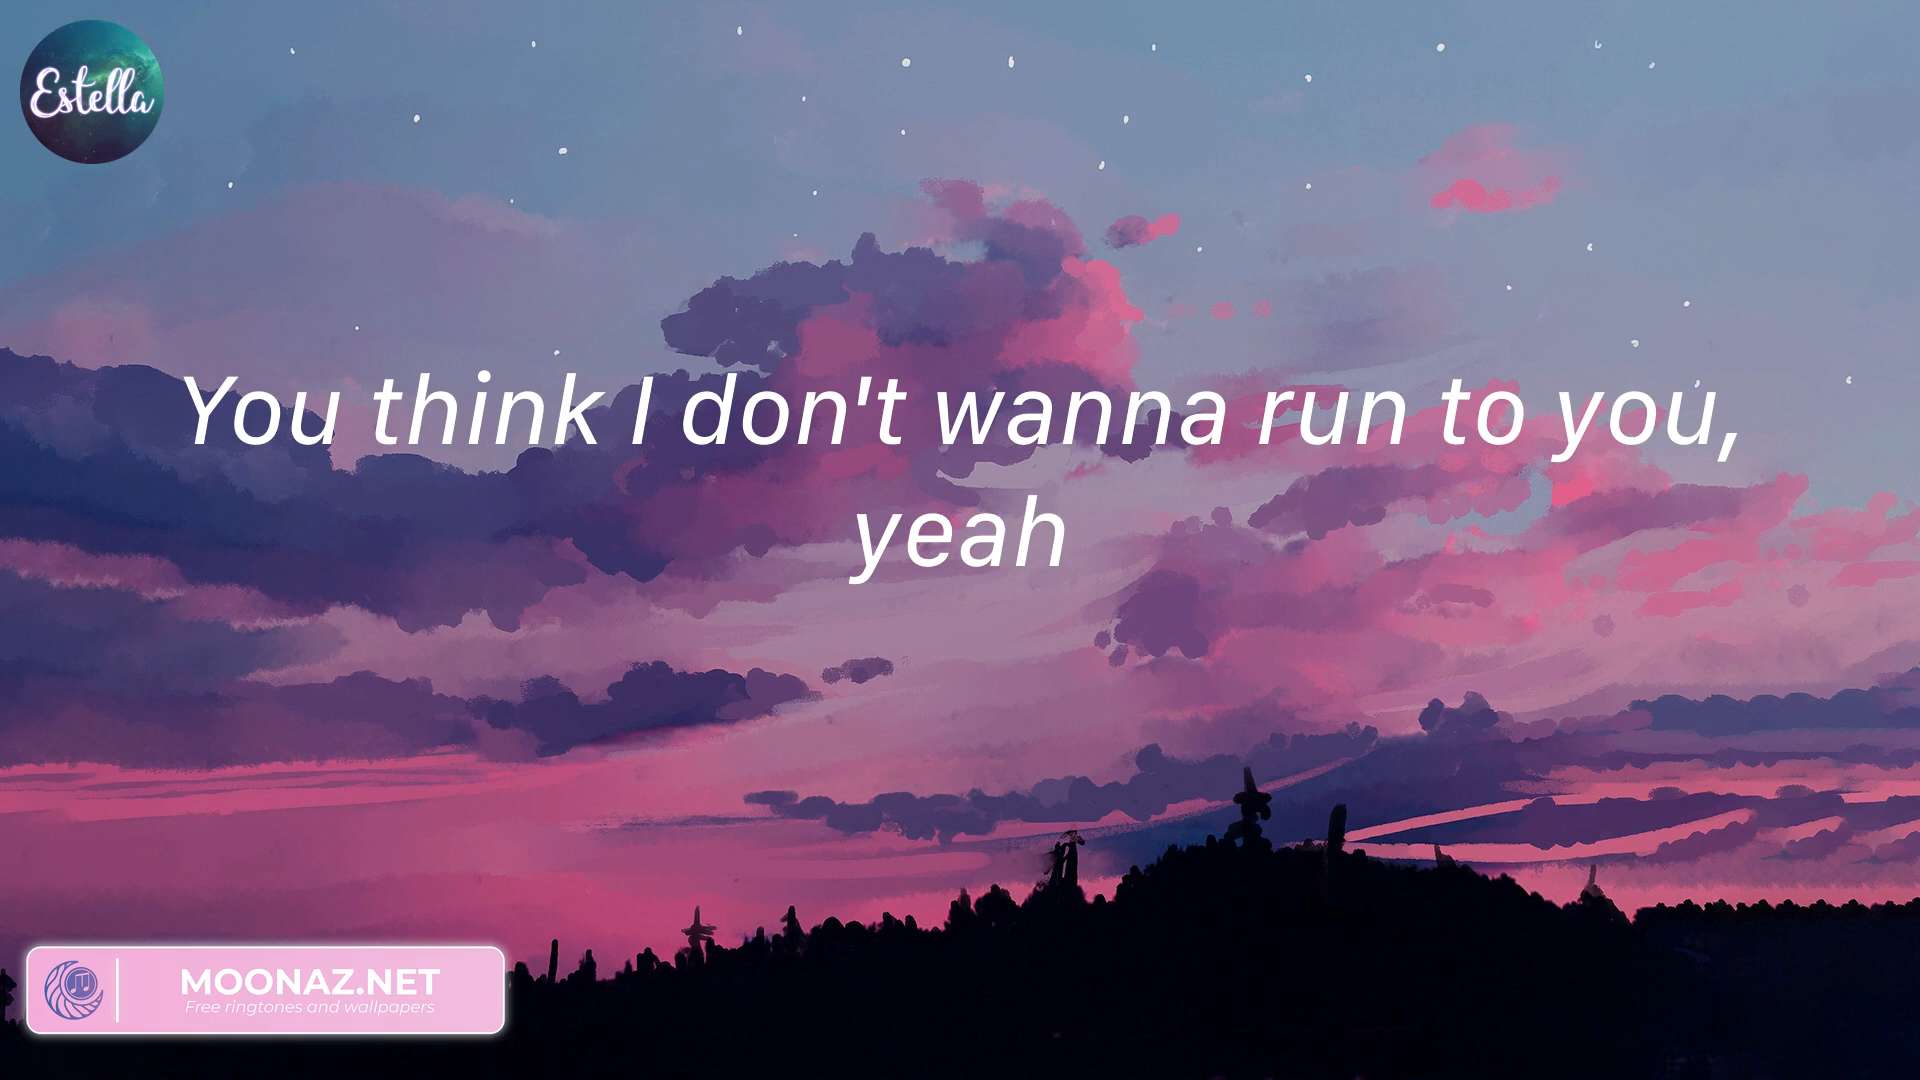 Estella
You think I don't wanna run to you,
yeah
MOONAZ.NET
Free ringtones and wallpapers